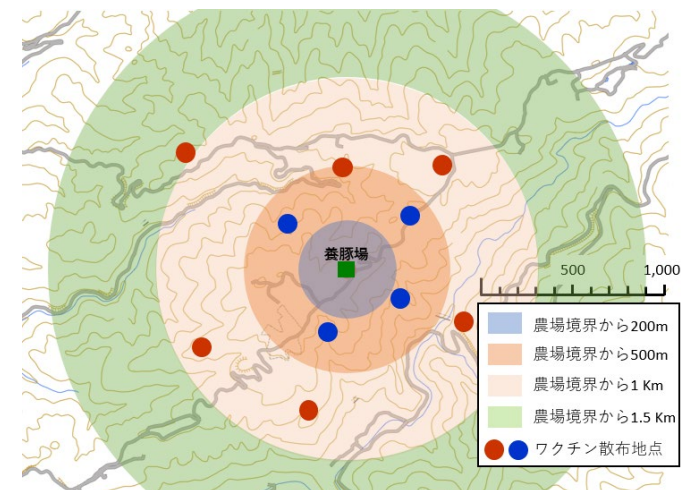 養豚場
500 1,000
農場境界から200m
農場境界から500m
農場境界から1 Km
農場境界から1.5 Km
ワクチン散布地点